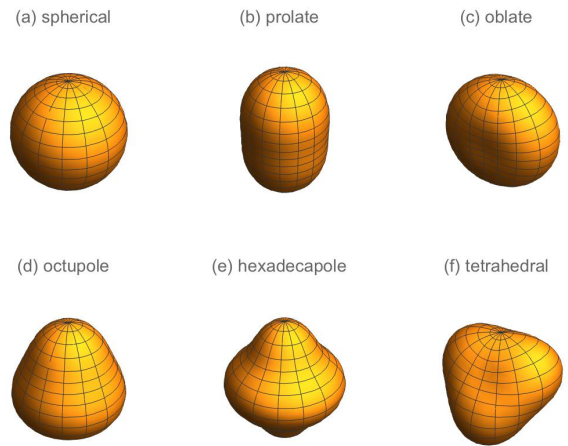 (a) spherical
(b) prolate
(c) oblate
(d) octupole
(e) hexadecapole
(f) tetrahedral